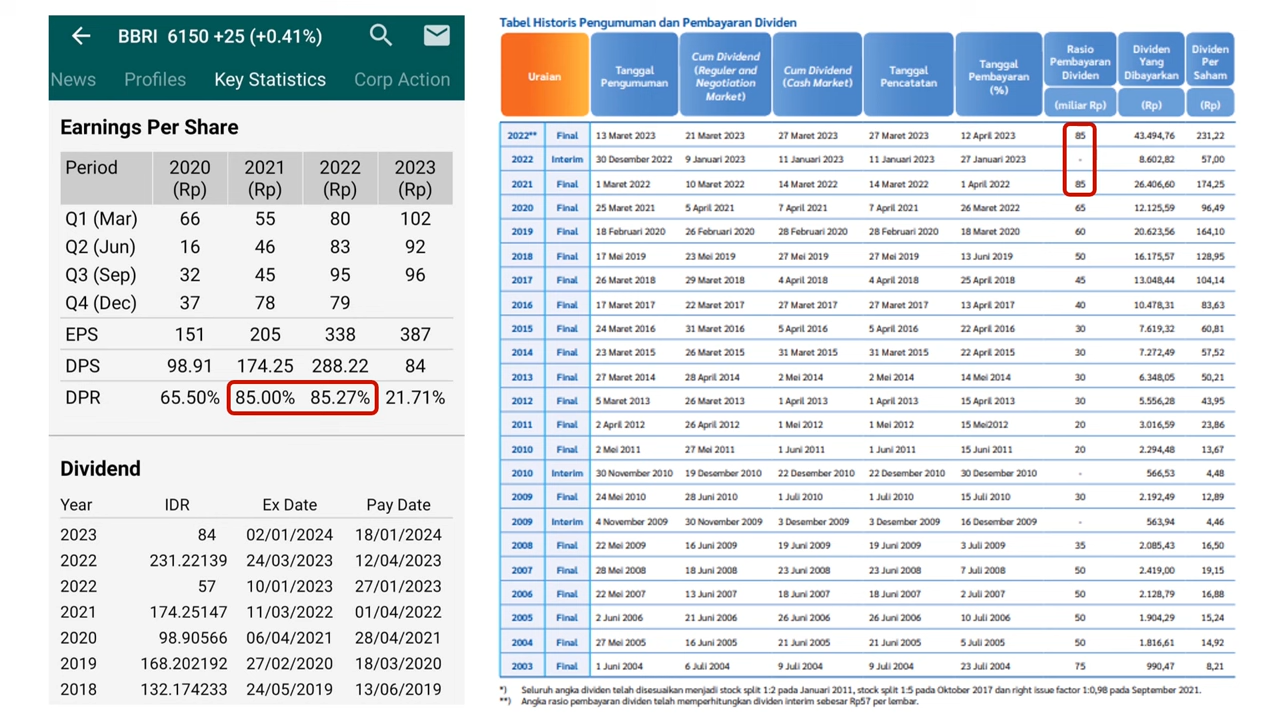 BBRI 6150 +25 (+0.41%)
News Profiles Key Statistics Corp Action
Earnings Per Share
Period 2020 (Rp) 2021 (Rp) 2022 (Rp) 2023 (Rp)
Q1 (Mar) 66 55 80 102
Q2 (Jun) 16 46 83 92
Q3 (Sep) 32 45 95 96
Q4 (Dec) 37 78 79
EPS 151 205 338 387
DPS 98.91 174.25 288.22 84
DPR 65.50% 85.00% 85.27% 21.71%
Dividend
Year IDR Ex Date Pay Date
2023 84 02/01/2024 18/01/2024
2022 231.22139 24/03/2023 12/04/2023
2022 57 10/01/2023 27/01/2023
2021 174.25147 11/03/2022 01/04/2022
2020 98.90566 06/04/2021 28/04/2021
2019 168.202192 27/02/2020 18/03/2020
2018 132.174233 24/05/2019 13/06/2019
Tabel Historis Pengumuman dan Pembayaran Dividen
Uraian Tanggal Pengumuman Cum Dividend (Reguler and Negotiation Market) Cum Dividend (Cash Market) Tanggal Pencatatan Tanggal Pembayaran (%) Rasio Pembayaran Dividen (miliar Rp) Dividen Yang Dibayarkan (Rp) Dividen Per Saham (Rp)
2022** Final 13 Maret 2023 21 Maret 2023 27 Maret 2023 27 Maret 2023 12 April 2023 85 43.494,76 231,22
2022 Interim 30 Desember 2022 9 Januari 2023 11 Januari 2023 11 Januari 2023 27 Januari 2023 - 8.602,82 57,00
2021 Final 1 Maret 2022 10 Maret 2022 14 Maret 2022 14 Maret 2022 1 April 2022 85 26.406,60 174,25
2020 Final 25 Maret 2021 5 April 2021 7 April 2021 7 April 2021 26 Maret 2022 65 12.125,59 96,49
2019 Final 18 Februari 2020 26 Februari 2020 28 Februari 2020 28 Februari 2020 18 Maret 2020 60 20.623,56 164,10
2018 Final 17 Mei 2019 23 Mei 2019 27 Mei 2019 27 Mei 2019 13 Juni 2019 50 16.175,57 128,95
2017 Final 26 Maret 2018 29 Maret 2018 4 April 2018 4 April 2018 25 April 2018 45 13.048,44 104,14
2016 Final 17 Maret 2017 22 Maret 2017 27 Maret 2017 27 Maret 2017 13 April 2017 40 10.478,31 83,63
2015 Final 24 Maret 2016 31 Maret 2016 5 April 2016 5 April 2016 22 April 2016 30 7.619,32 60,81
2014 Final 23 Maret 2015 26 Maret 2015 31 Maret 2015 31 Maret 2015 22 April 2015 30 7.272,49 57,52
2013 Final 27 Maret 2014 28 April 2014 2 Mei 2014 2 Mei 2014 14 Mei 2014 30 6.348,05 50,21
2012 Final 5 Maret 2013 26 Maret 2013 1 April 2013 1 April 2013 15 April 2013 30 5.556,28 43,95
2011 Final 2 April 2012 26 April 2012 1 Mei 2012 1 Mei 2012 15 Mei2012 20 3.016,59 23,86
2010 Final 2 Mei 2011 27 Mei 2011 1 Juni 2011 1 Juni 2011 15 Juni 2011 20 2.294,48 13,67
2010 Interim 30 November 2010 19 Desember 2010 22 Desember 2010 22 Desember 2010 30 Desember 2010 - 566,53 4,48
2009 Final 24 Mei 2010 28 Juni 2010 1 Juli 2010 1 Juli 2010 15 Juli 2010 30 2.192,49 12,89
2009 Interim 4 November 2009 30 November 2009 3 Desember 2009 3 Desember 2009 16 Desember 2009 - 563,94 4,46
2008 Final 22 Mei 2009 16 Juni 2009 19 Juni 2009 19 Juni 2009 3 Juli 2009 35 2.085,43 16,50
2007 Final 28 Mei 2008 18 Juni 2008 23 Juni 2008 23 Juni 2008 7 Juli 2008 50 2.419,00 19,15
2006 Final 22 Mei 2007 13 Juni 2007 18 Juni 2007 18 Juni 2007 2 Juli 2007 50 2.128,79 16,88
2005 Final 2 Juni 2006 21 Juni 2006 26 Juni 2006 26 Juni 2006 10 Juli 2006 50 1.904,29 15,24
2004 Final 27 Mei 2005 16 Juni 2005 21 Juni 2005 21 Juni 2005 5 Juli 2005 50 1.816,61 14,92
2003 Final 1 Juni 2004 6 Juli 2004 9 Juli 2004 9 Juli 2004 23 Juli 2004 75 990,47 8,21
*) Seluruh angka dividen telah disesuaikan menjadi stock split 1:2 pada Januari 2011, stock split 1:5 pada Oktober 2017 dan right issue factor 1:0,98 pada September 2021.
**) Angka rasio pembayaran dividen telah memperhitungkan dividen interim sebesar Rp57 per lembar.